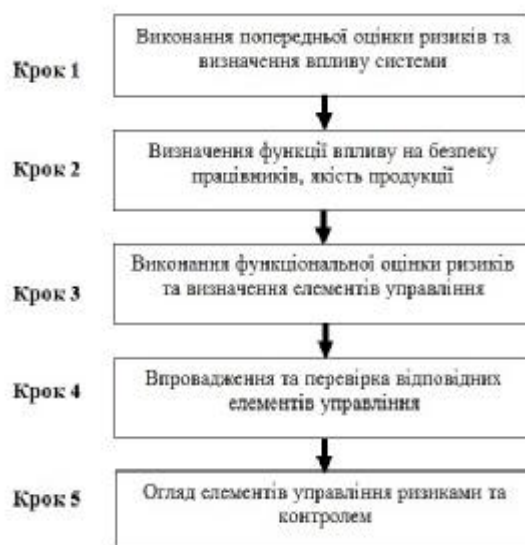 Крок 1
Виконання попередньої оцінки ризиків та
визначення впливу системи
Крок 2
Визначення функції впливу на безпеку
працівників, якість продукції
Крок 3
Виконання функціональної оцінки ризиків
та визначення елементів управління
Крок 4
Впровадження та перевірка відповідних
елементів управління
Крок 5
Огляд елементів управління ризиками та
контролем